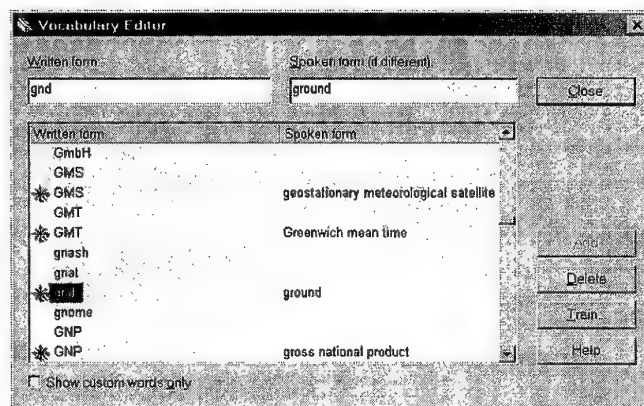 Vocabulary Editor
Written form: Spoken form (if different):
gnd ground Close
Written form Spoken form
GmbH
GMS
GMS geostationary meteorological satellite
GMT
GMT Greenwich mean time
gnash
gnat
gnd ground
gnome
GNP
GNP gross national product
Add
Delete
Train...
Help
Show custom words only